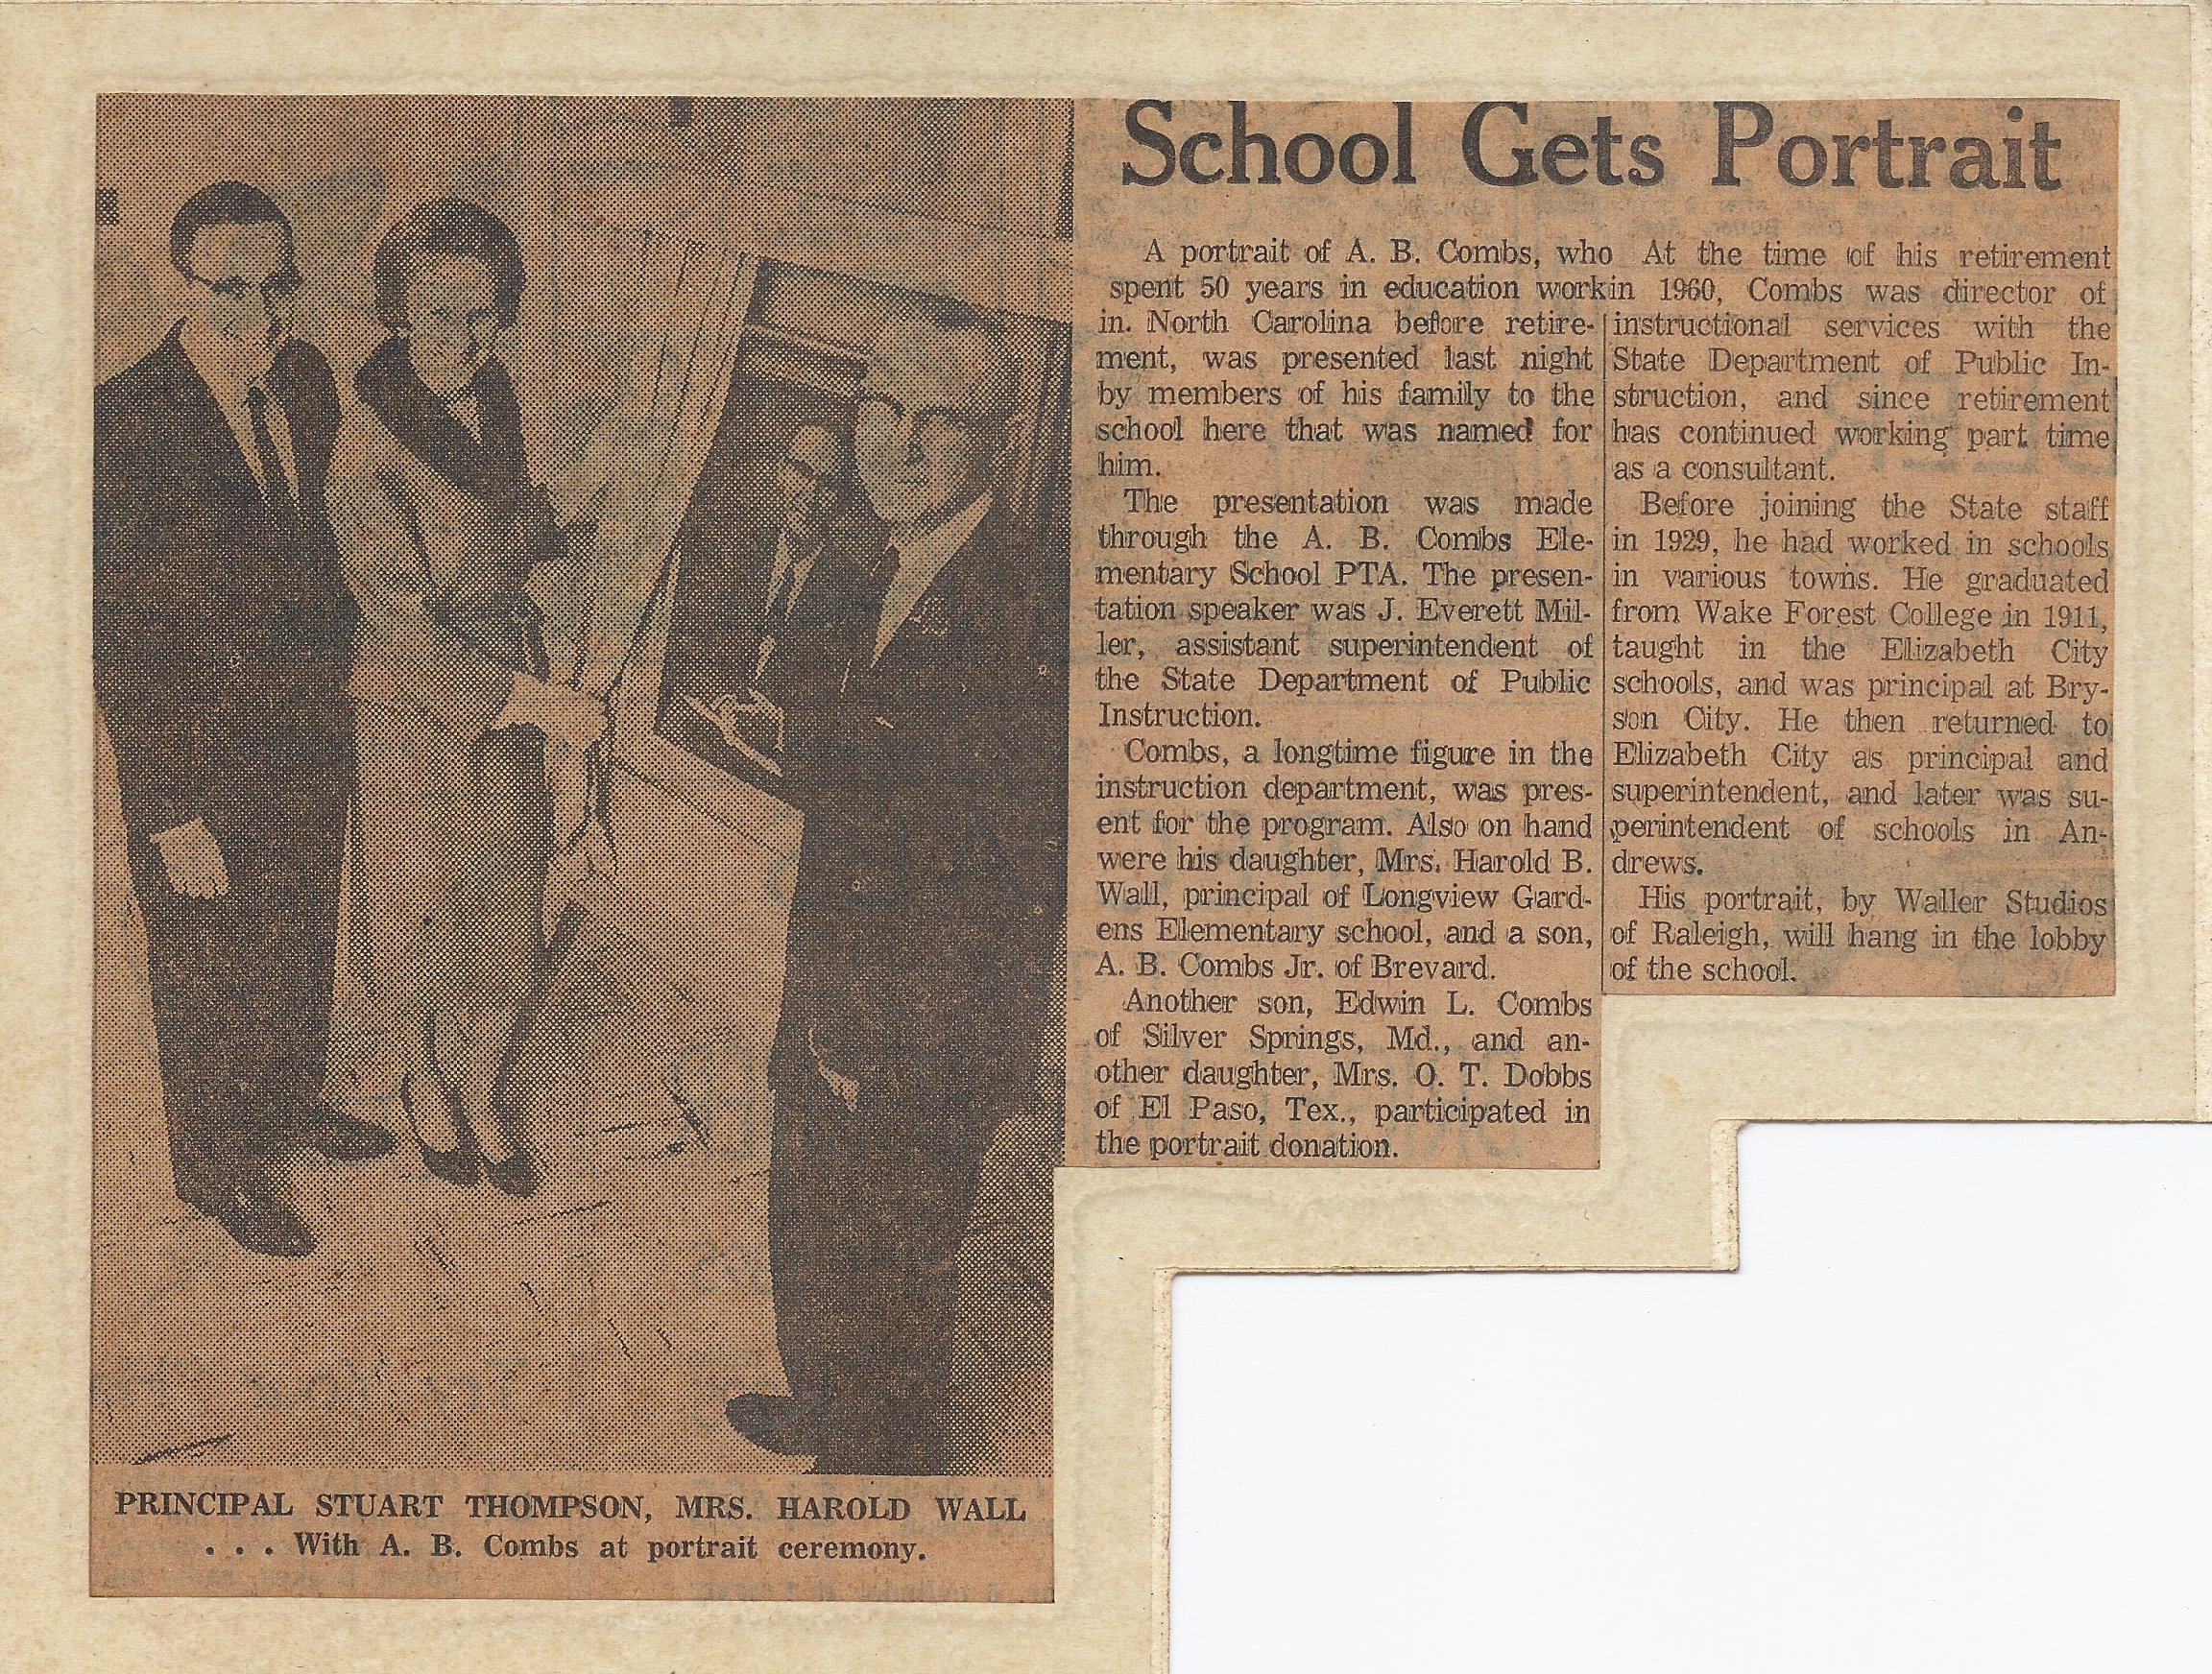 School Gets Portrait
A portrait of A. B. Combs, who
spent 50 years in education work
in. North Carolina before retire-
ment, was presented last night
by members of his family to the
school here that was named for
him.
The presentation was made
through the A. B. Combs Ele-
mentary School PTA. The presen-
tation speaker was J. Everett Mil-
ler, assistant superintendent of
the State Department of Public
Instruction.
Combs, a longtime figure in the
instruction department, was pres-
ent for the program. Also on hand
were his daughter, Mrs. Harold B.
Wall, principal of Longview Gard-
ens Elementary school, and a son,
A. B. Combs Jr. of Brevard.
Another son, Edwin L. Combs
of Silver Springs, Md., and an-
other daughter, Mrs. O. T. Dobbs
of El Paso, Tex., participated in
the portrait donation.
At the time of his retirement
in 1960, Combs was director of
instructional services with the
State Department of Public In-
struction, and since retirement
has continued working part time
as a consultant.
Before joining the State staff
in 1929, he had worked in schools
in various towns. He graduated
from Wake Forest College in 1911,
taught in the Elizabeth City
schools, and was principal at Bry-
son City. He then returned to
Elizabeth City as principal and
superintendent, and later was su-
perintendent of schools in An-
drews.
His portrait, by Waller Studios
of Raleigh, will hang in the lobby
of the school.
PRINCIPAL STUART THOMPSON, MRS. HAROLD WALL
. . . With A. B. Combs at portrait ceremony.